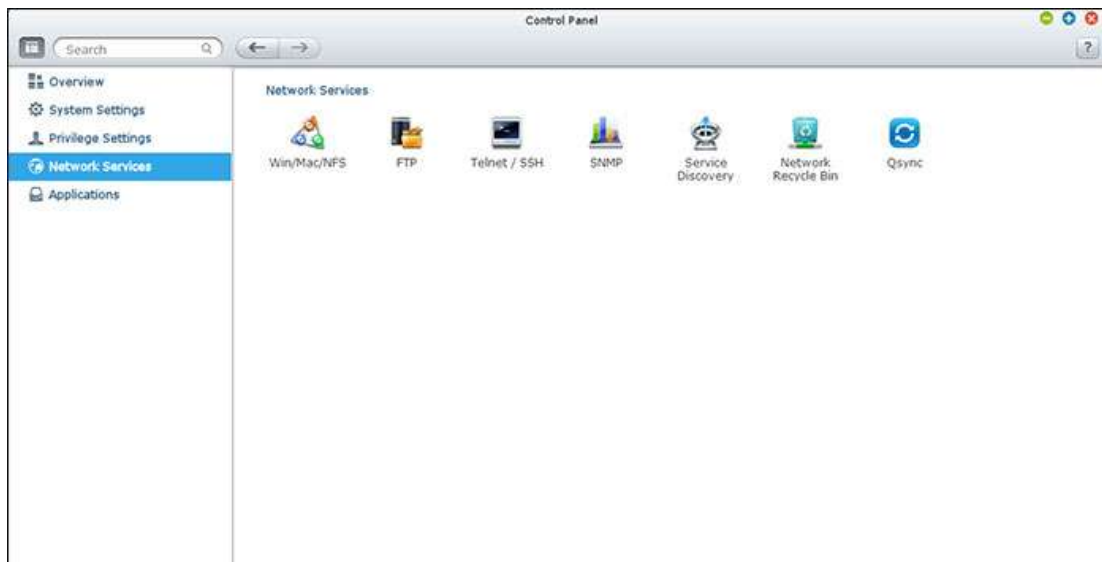 Control Panel
Search
?
Overview
System Settings
Privilege Settings
Network Services
Applications
Network Services
Win/Mac/NFS
FTP
Telnet / SSH
SNMP
Service
Discovery
Network
Recycle Bin
Qsync